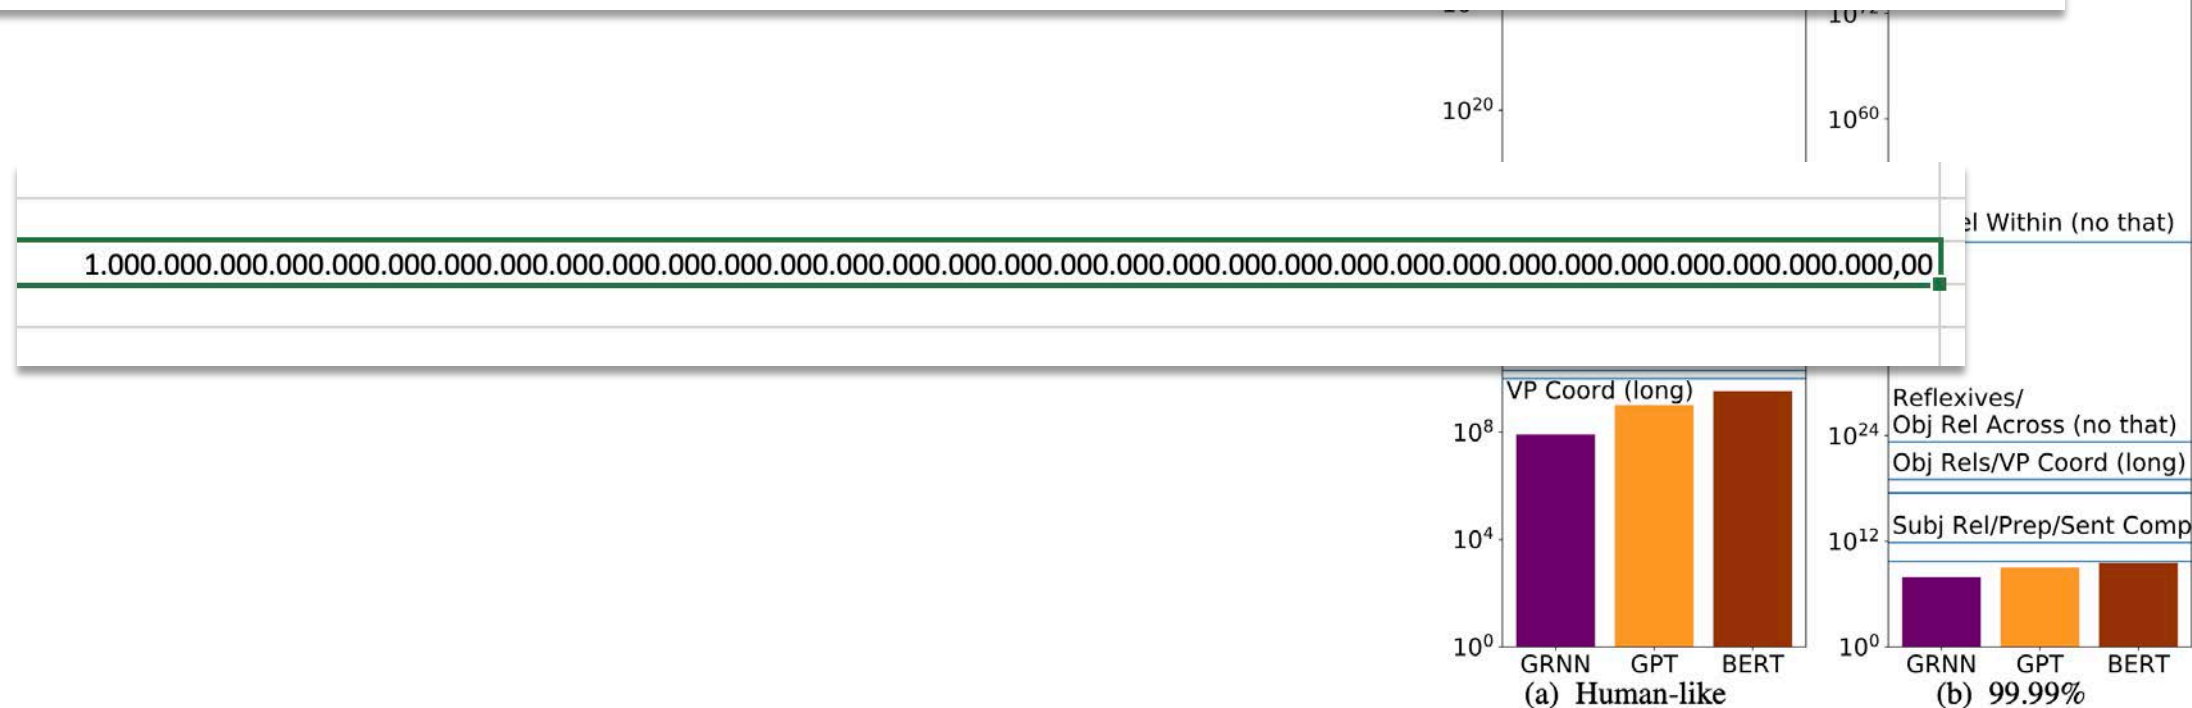 10²⁰
10⁶⁰
el Within (no that)
1.000.000.000.000.000.000.000.000.000.000.000.000.000.000.000.000.000.000.000.000.000.000.000.000.000.000.000.000.000.000.000.000.000,00
VP Coord (long)
Reflexives/
Obj Rel Across (no that)
10⁸
10²⁴
Obj Rels/VP Coord (long)
Subj Rel/Prep/Sent Comp
10⁴
10¹²
10⁰
10⁰
GRNN GPT BERT
GRNN GPT BERT
(a) Human-like
(b) 99.99%